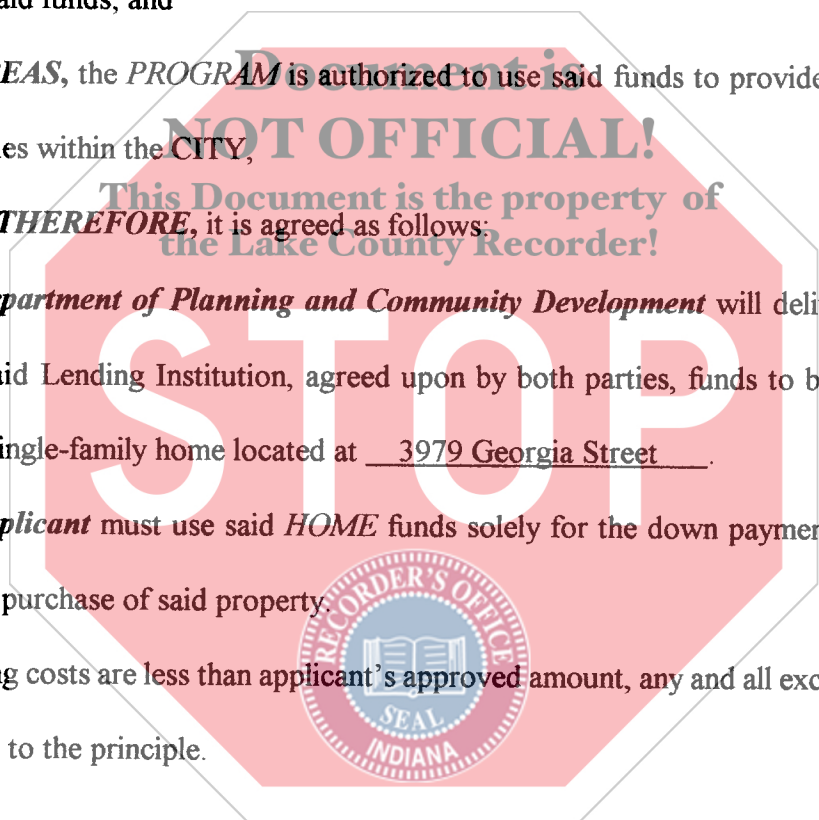 aid funds; and
EAS, the PROGRAM is authorized to use said funds to provide
es within the CITY,
THEREFORE, it is agreed as follows:
partment of Planning and Community Development will deli
id Lending Institution, agreed upon by both parties, funds to b
ingle-family home located at 3979 Georgia Street.
plicant must use said HOME funds solely for the down paymen
purchase of said property.
g costs are less than applicant's approved amount, any and all exc
to the principle.
Document is
NOT OFFICIAL!
This Document is the property of
the Lake County Recorder!
STOP
RECORDER'S OFFICE
SEAL
INDIANA